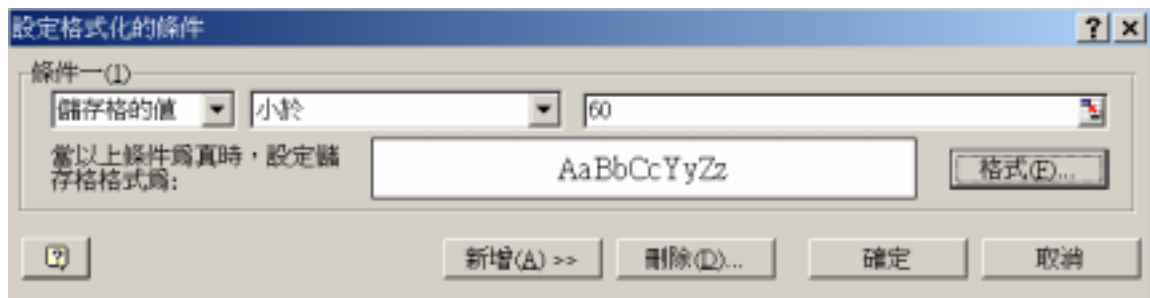 設定格式化的條件
條件一(1)
儲存格的值 小於 60
當以上條件為真時，設定儲
存格格式為:
AaBbCcYyZz
格式(F)...
新增(A) >> 刪除(D)... 確定 取消